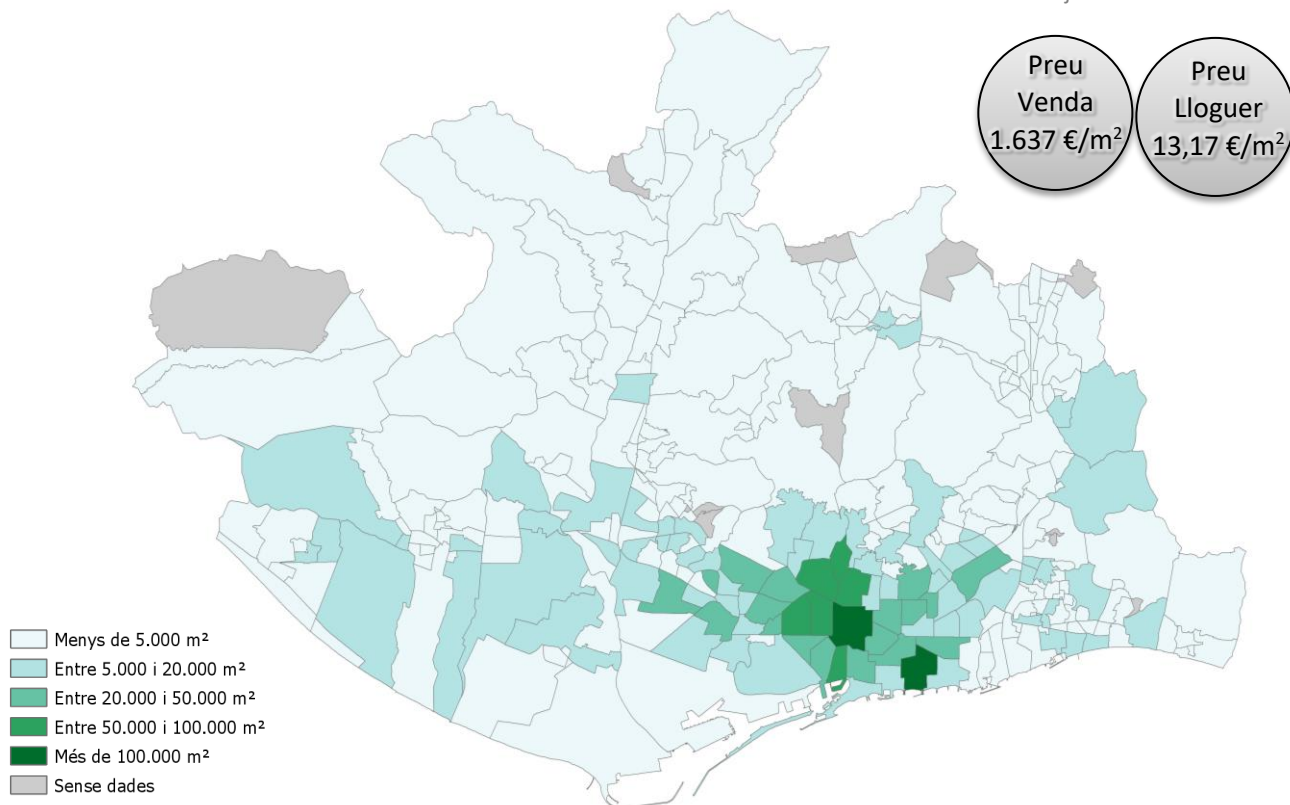 Preu
Venda
1.637 €/m²
Preu
Lloguer
13,17 €/m²
Menys de 5.000 m²
Entre 5.000 i 20.000 m²
Entre 20.000 i 50.000 m²
Entre 50.000 i 100.000 m²
Més de 100.000 m²
Sense dades